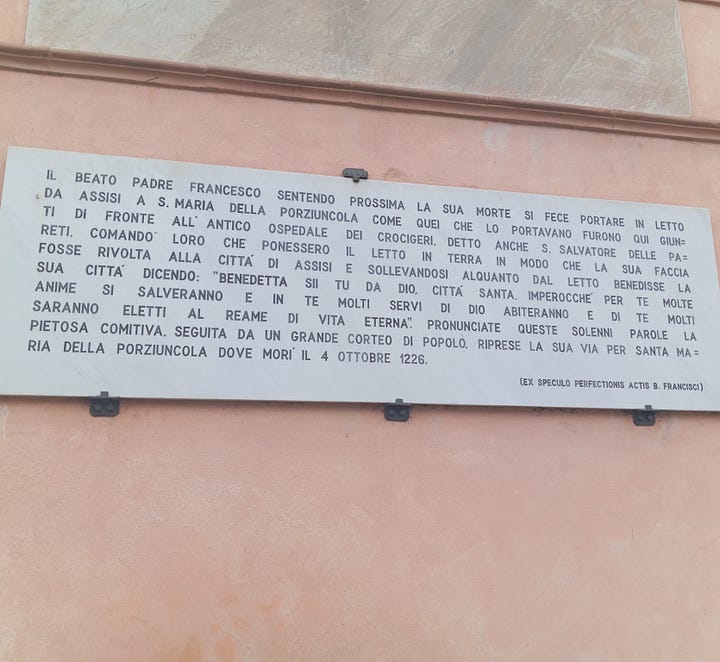 IL BEATO PADRE FRANCESCO SENTENDO PROSSIMA LA SUA MORTE SI FECE PORTARE IN LETTO
DA ASSISI A S. MARIA DELLA PORZIUNCOLA COME QUEI CHE LO PORTAVANO FURONO QUI GIUN=
TI DI FRONTE ALL' ANTICO OSPEDALE DEI CROCIGERI, DETTO ANCHE S. SALVATORE DELLE PA=
RETI, COMANDO' LORO CHE PONESSERO IL LETTO IN TERRA IN MODO CHE LA SUA FACCIA
FOSSE RIVOLTA ALLA CITTA' DI ASSISI E SOLLEVANDOSI ALQUANTO DAL LETTO BENEDISSE LA
SUA CITTA' DICENDO: "BENEDETTA SII TU DA DIO, CITTA' SANTA, IMPEROCCHE' PER TE MOLTE
ANIME SI SALVERANNO E IN TE MOLTI SERVI DI DIO ABITERANNO E DI TE MOLTI
SARANNO ELETTI AL REAME DI VITA ETERNA". PRONUNCIATE QUESTE SOLENNI PAROLE LA
PIETOSA COMITIVA, SEGUITA DA UN GRANDE CORTEO DI POPOLO, RIPRESE LA SUA VIA PER SANTA MA=
RIA DELLA PORZIUNCOLA DOVE MORI' IL 4 OTTOBRE 1226.
(EX SPECULO PERFECTIONIS ACTIS B. FRANCISCI)